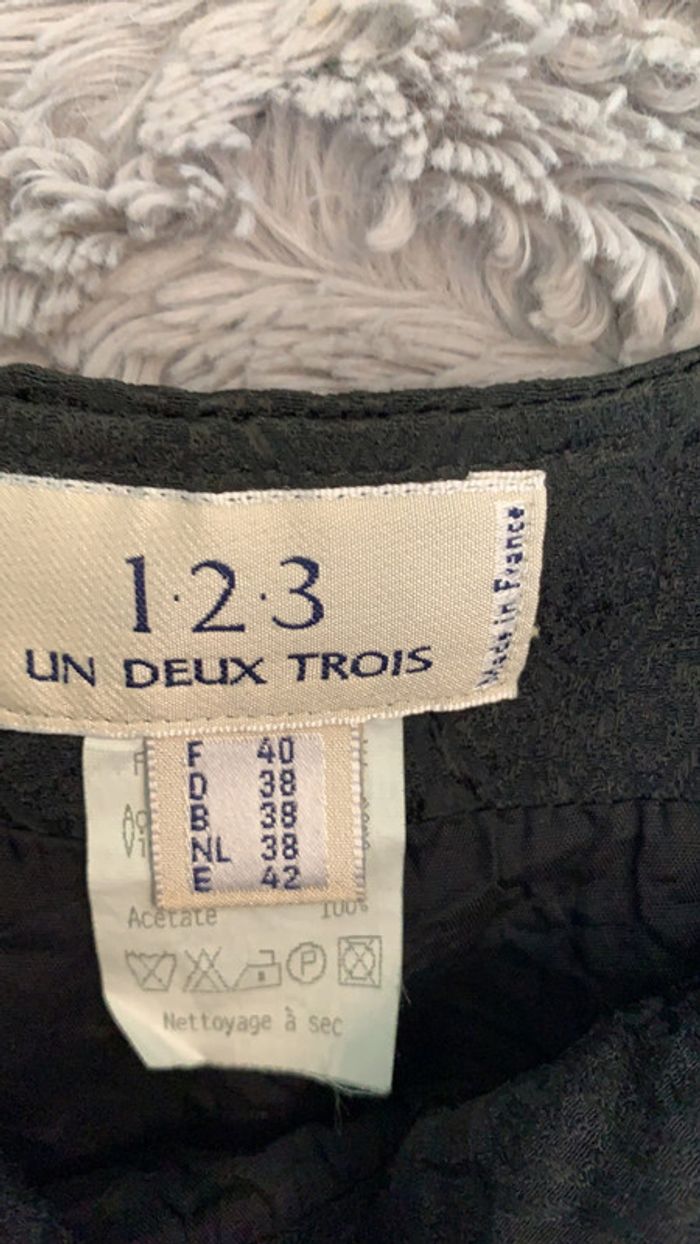 1·2·3
UN DEUX TROIS
Made in France
F 40
D 38
B 38
NL 38
E 42
Acétate 100%
P
Nettoyage à sec